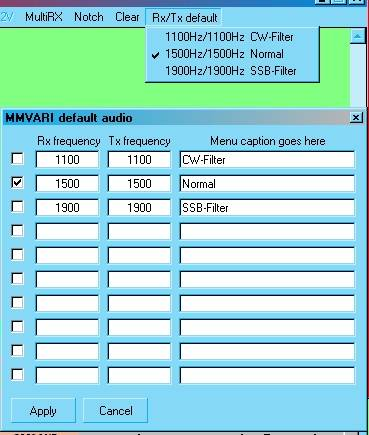 2V MultiRX Notch Clear Rx/Tx default
1100Hz/1100Hz CW-Filter
1500Hz/1500Hz Normal
1900Hz/1900Hz SSB-Filter
MMVARI default audio
Rx frequency Tx frequency Menu caption goes here
1100 1100 CW-Filter
1500 1500 Normal
1900 1900 SSB-Filter
Apply Cancel